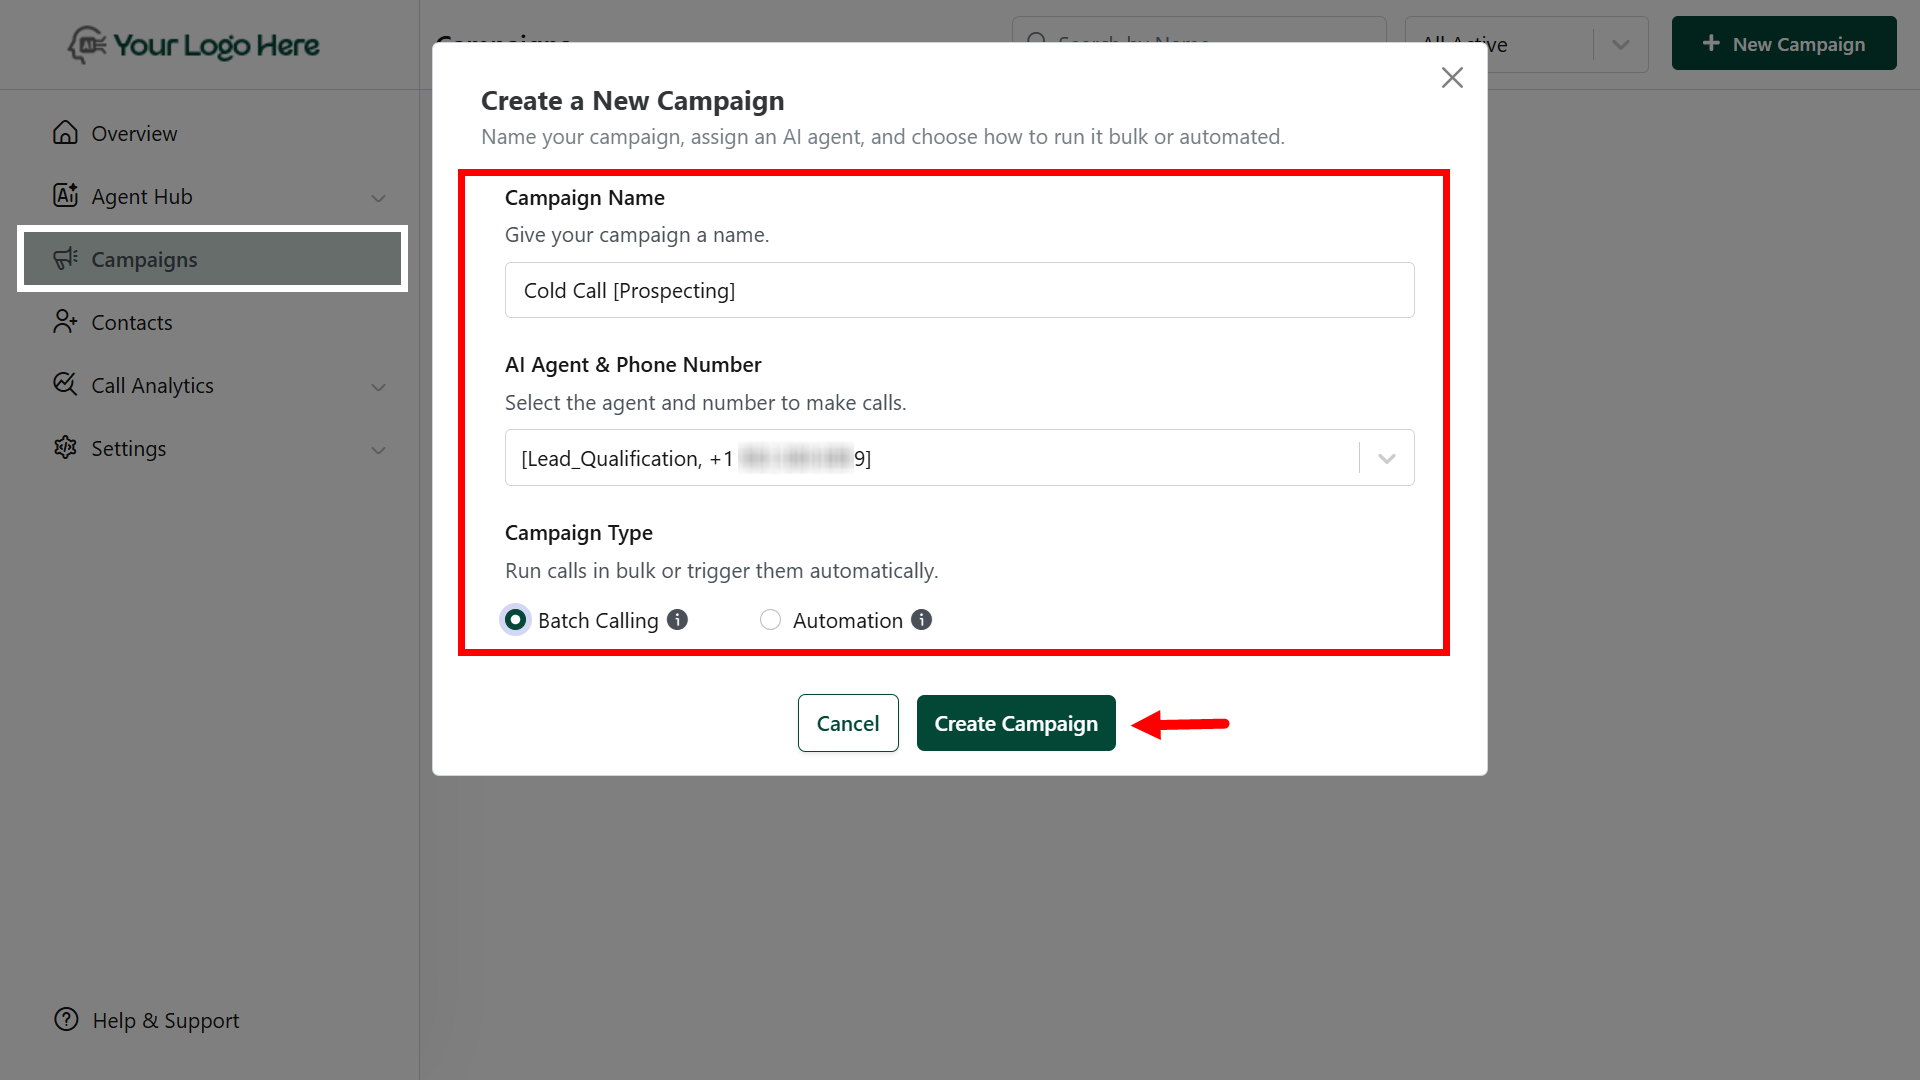 Your Logo Here
All Active
New Campaign
Overview
Agent Hub
Campaigns
Contacts
Call Analytics
Settings
Help & Support
Create a New Campaign
Name your campaign, assign an AI agent, and choose how to run it bulk or automated.
Campaign Name
Give your campaign a name.
Cold Call [Prospecting]
AI Agent & Phone Number
Select the agent and number to make calls.
[Lead_Qualification, +1 9]
Campaign Type
Run calls in bulk or trigger them automatically.
Batch Calling
Automation
Cancel
Create Campaign